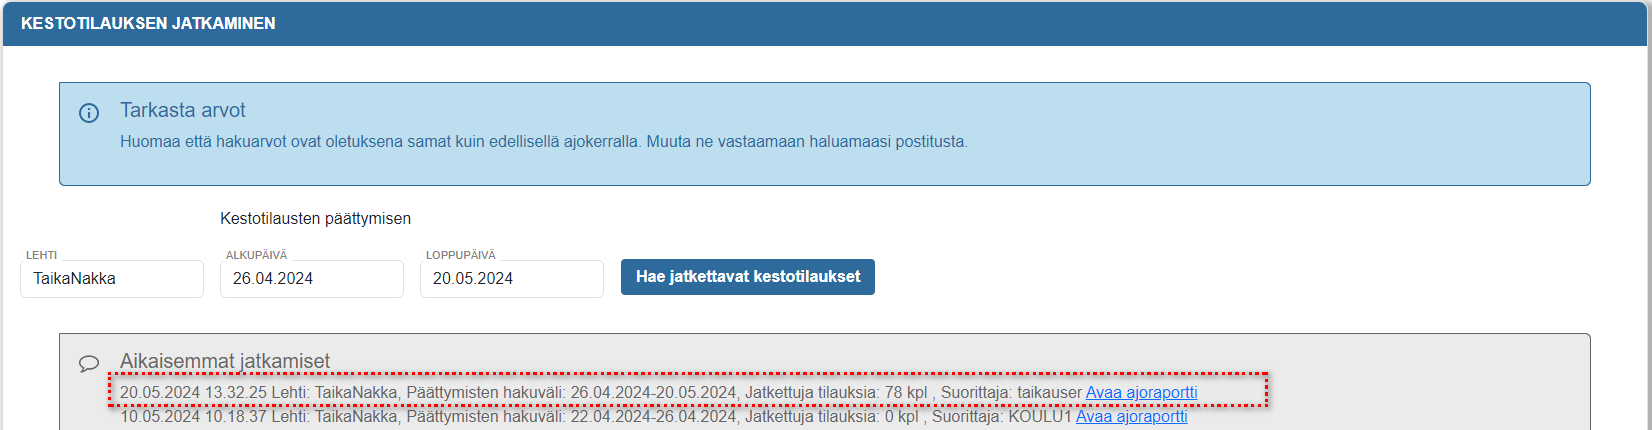 KESTOTILAUKSEN JATKAMINEN
Tarkasta arvot
Huomaa että hakuarvot ovat oletuksena samat kuin edellisellä ajokerralla. Muuta ne vastaamaan haluamaasi postitusta.
Kestotilausten päättymisen
LEHTI ALKUPÄIVÄ LOPPUPÄIVÄ
TaikaNakka 26.04.2024 20.05.2024 Hae jatkettavat kestotilaukset
Aikaisemmat jatkamiset
20.05.2024 13.32.25 Lehti: TaikaNakka, Päättymisten hakuväli: 26.04.2024-20.05.2024, Jatkettuja tilauksia: 78 kpl , Suorittaja: taikauser Avaa ajoraportti
10.05.2024 10.18.37 Lehti: TaikaNakka, Päättymisten hakuväli: 22.04.2024-26.04.2024, Jatkettuja tilauksia: 0 kpl , Suorittaja: KOULU1 Avaa ajoraportti